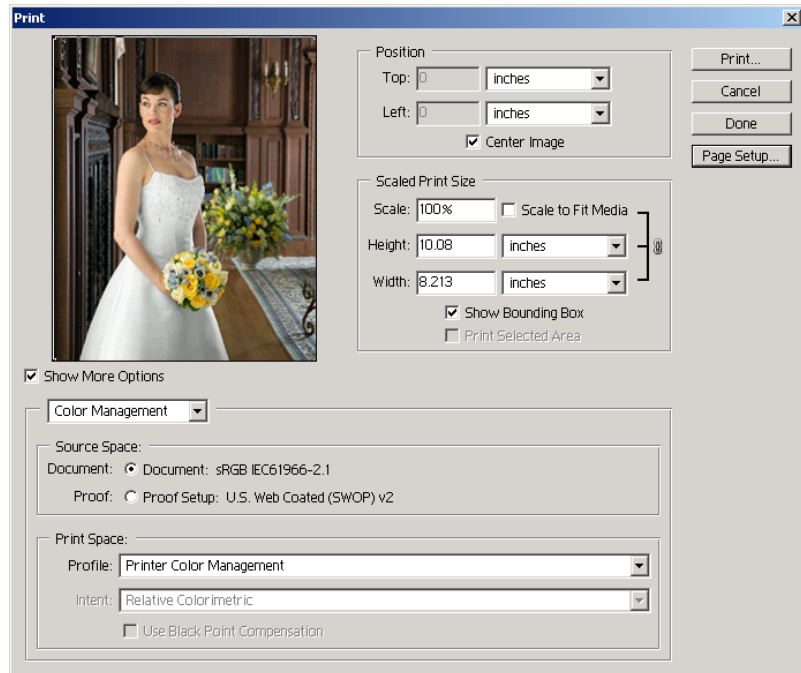 Print
Position
Top: 0 inches
Left: 0 inches
Center Image
Print...
Cancel
Done
Page Setup...
Scaled Print Size
Scale: 100% Scale to Fit Media
Height: 10.08 inches
Width: 8.213 inches
Show Bounding Box
Print Selected Area
Show More Options
Color Management
Source Space:
Document: Document: sRGB IEC61966-2.1
Proof: Proof Setup: U.S. Web Coated (SWOP) v2
Print Space:
Profile: Printer Color Management
Intent: Relative Colorimetric
Use Black Point Compensation